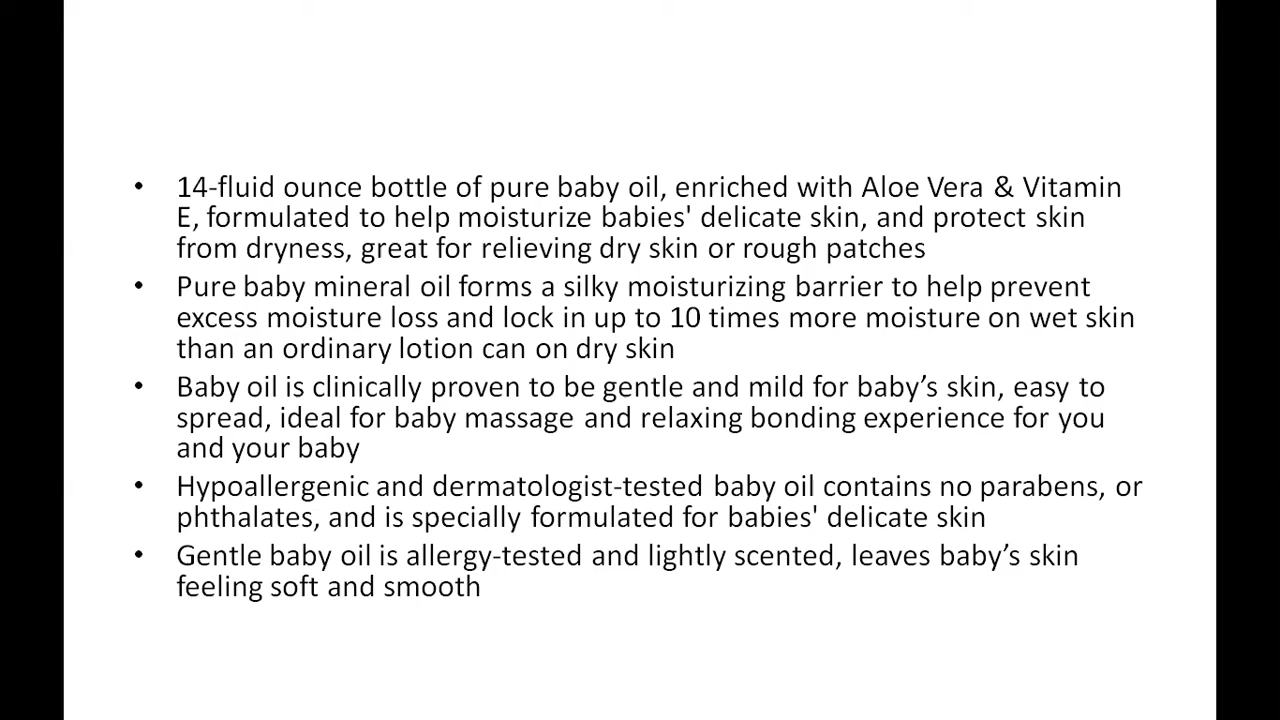 • 14-fluid ounce bottle of pure baby oil, enriched with Aloe Vera & Vitamin
E, formulated to help moisturize babies' delicate skin, and protect skin
from dryness, great for relieving dry skin or rough patches
• Pure baby mineral oil forms a silky moisturizing barrier to help prevent
excess moisture loss and lock in up to 10 times more moisture on wet skin
than an ordinary lotion can on dry skin
• Baby oil is clinically proven to be gentle and mild for baby’s skin, easy to
spread, ideal for baby massage and relaxing bonding experience for you
and your baby
• Hypoallergenic and dermatologist-tested baby oil contains no parabens, or
phthalates, and is specially formulated for babies' delicate skin
• Gentle baby oil is allergy-tested and lightly scented, leaves baby’s skin
feeling soft and smooth